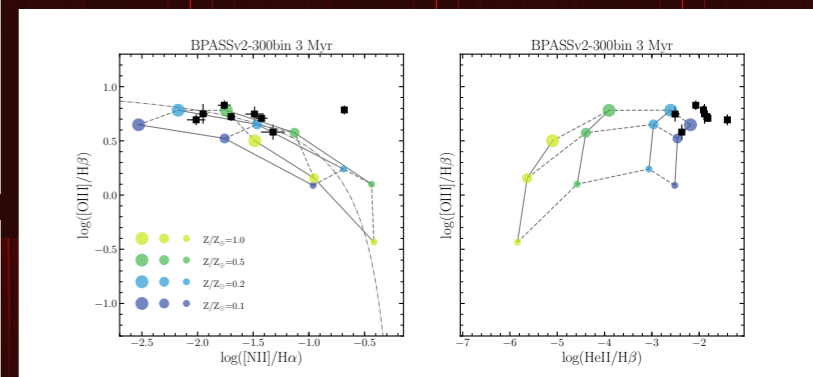 BPASSv2-300bin 3 Myr
1.0
0.5
0.0
−0.5
−1.0
log([OIII]/Hβ)
Z/Z☉=1.0
Z/Z☉=0.5
Z/Z☉=0.2
Z/Z☉=0.1
−2.5 −2.0 −1.5 −1.0 −0.5
log([NII]/Hα)
BPASSv2-300bin 3 Myr
log([OIII]/Hβ)
−7 −6 −5 −4 −3 −2
log(HeII/Hβ)